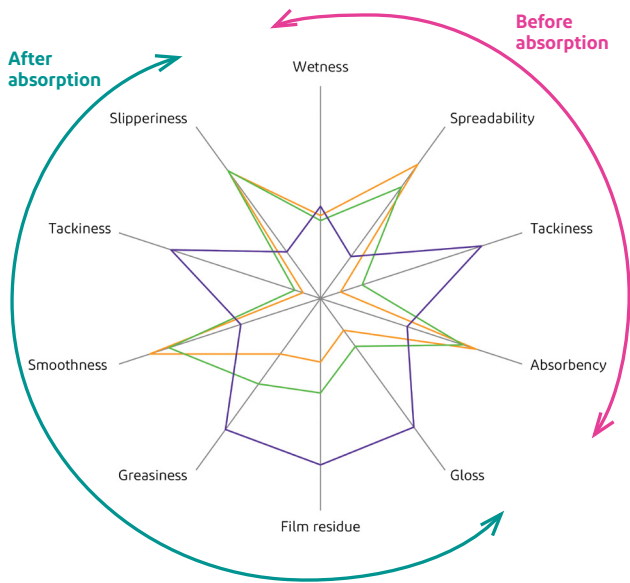 Before
absorption
After
absorption
Wetness
Slipperiness
Spreadability
Tackiness
Tackiness
Smoothness
Absorbency
Greasiness
Gloss
Film residue